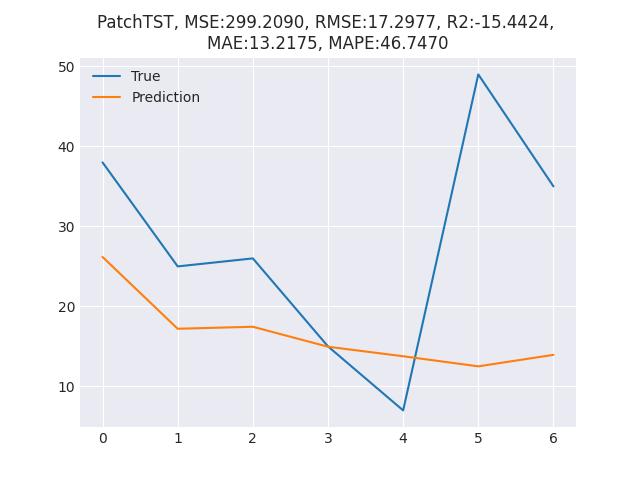 PatchTST, MSE:299.2090, RMSE:17.2977, R2:-15.4424,
MAE:13.2175, MAPE:46.7470
True
Prediction
50
40
30
20
10
0 1 2 3 4 5 6